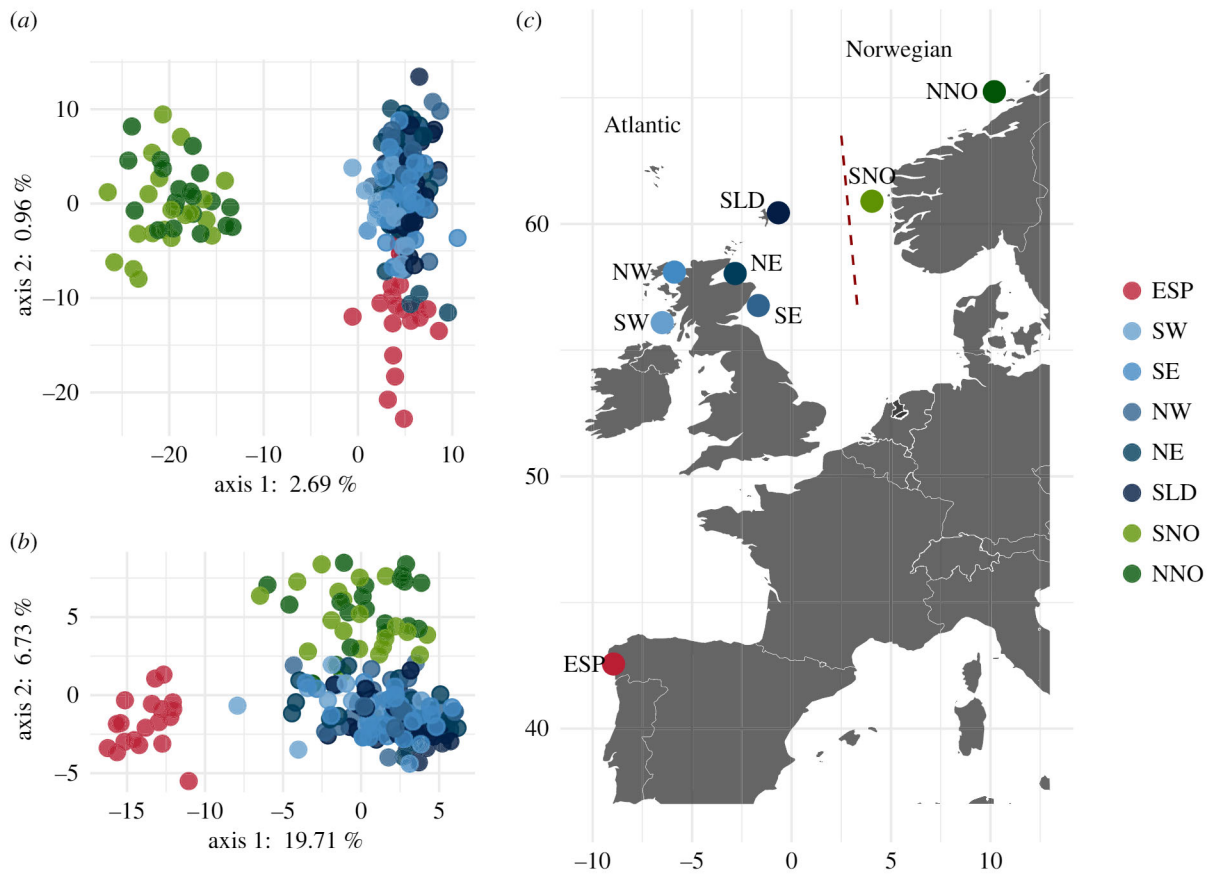 (a)
10
0
–10
–20
axis 2: 0.96 %
–20
–10
0
10
axis 1: 2.69 %
(b)
5
0
–5
axis 2: 6.73 %
–15
–10
–5
0
5
axis 1: 19.71 %
(c)
Norwegian
Atlantic
NNO
SNO
SLD
NW
NE
SW
SE
ESP
60
50
40
–10
–5
0
5
10
ESP
SW
SE
NW
NE
SLD
SNO
NNO